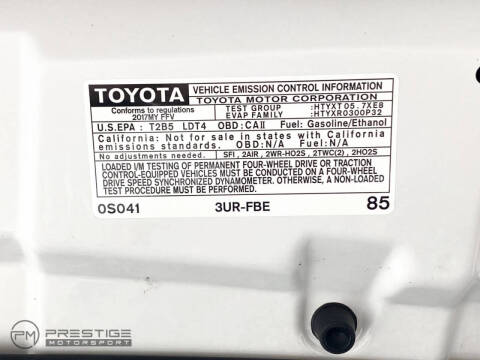 TOYOTA
VEHICLE EMISSION CONTROL INFORMATION
TOYOTA MOTOR CORPORATION
Conforms to regulations
2017MY FFV
TEST GROUP :HTYXT05.7XE8
EVAP FAMILY :HTYXR0300P32
U.S.EPA : T2B5 LDT4 OBD:CAII Fuel: Gasoline/Ethanol
California: Not for sale in states with California
emissions standards. OBD:N/A Fuel:N/A
No adjustments needed. SFI, 2AIR, 2WR-HO2S, 2TWC(2), 2HO2S
LOADED I/M TESTING OF PERMANENT FOUR-WHEEL DRIVE OR TRACTION
CONTROL-EQUIPPED VEHICLES MUST BE CONDUCTED ON A FOUR-WHEEL
DRIVE SPEED SYNCHRONIZED DYNAMOMETER. OTHERWISE, A NON-LOADED
TEST PROCEDURE MUST BE PERFORMED.
0S041 3UR-FBE 85
PM PRESTIGE
MOTORSPORT